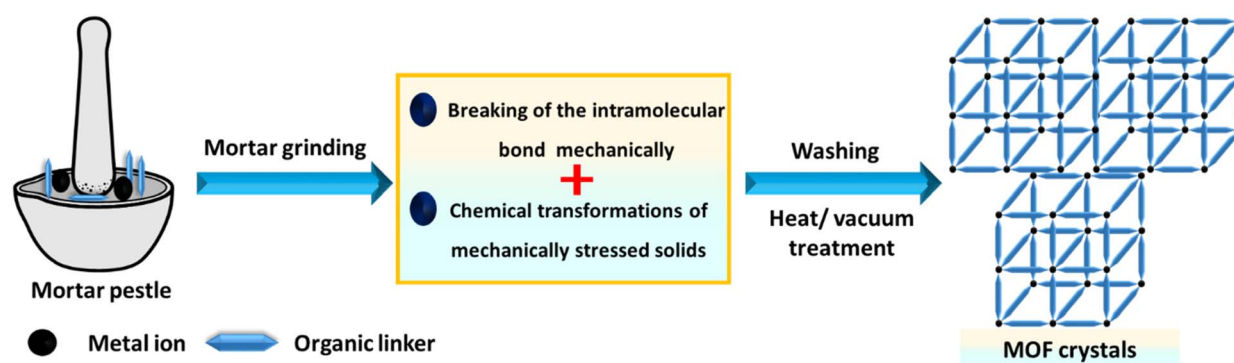 Mortar pestle
Metal ion
Organic linker
Mortar grinding
Breaking of the intramolecular
bond mechanically
+
Chemical transformations of
mechanically stressed solids
Washing
Heat/ vacuum
treatment
MOF crystals